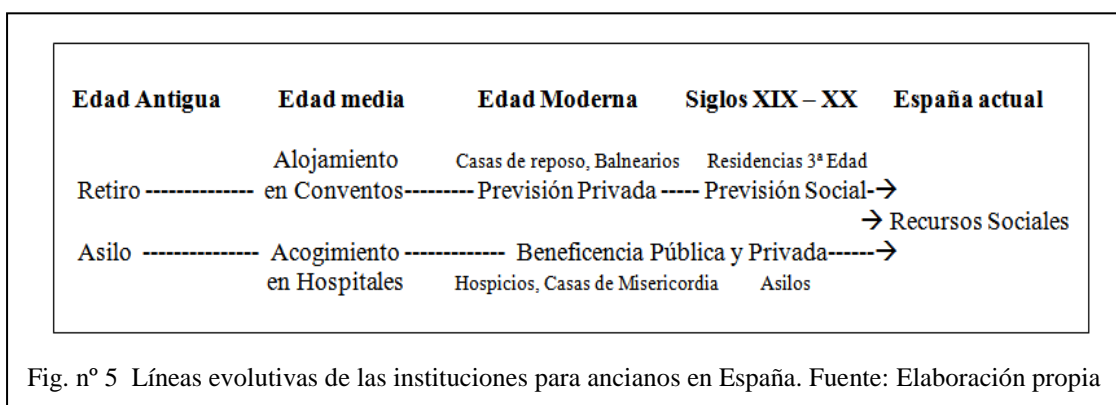 Edad Antigua Edad media Edad Moderna Siglos XIX – XX España actual
Alojamiento Casas de reposo, Balnearios Residencias 3ª Edad
Retiro -------------- en Conventos--------- Previsión Privada ----- Previsión Social-→
→ Recursos Sociales
Asilo --------------- Acogimiento ------------- Beneficencia Pública y Privada------→
en Hospitales Hospicios, Casas de Misericordia Asilos
Fig. nº 5 Líneas evolutivas de las instituciones para ancianos en España. Fuente: Elaboración propia